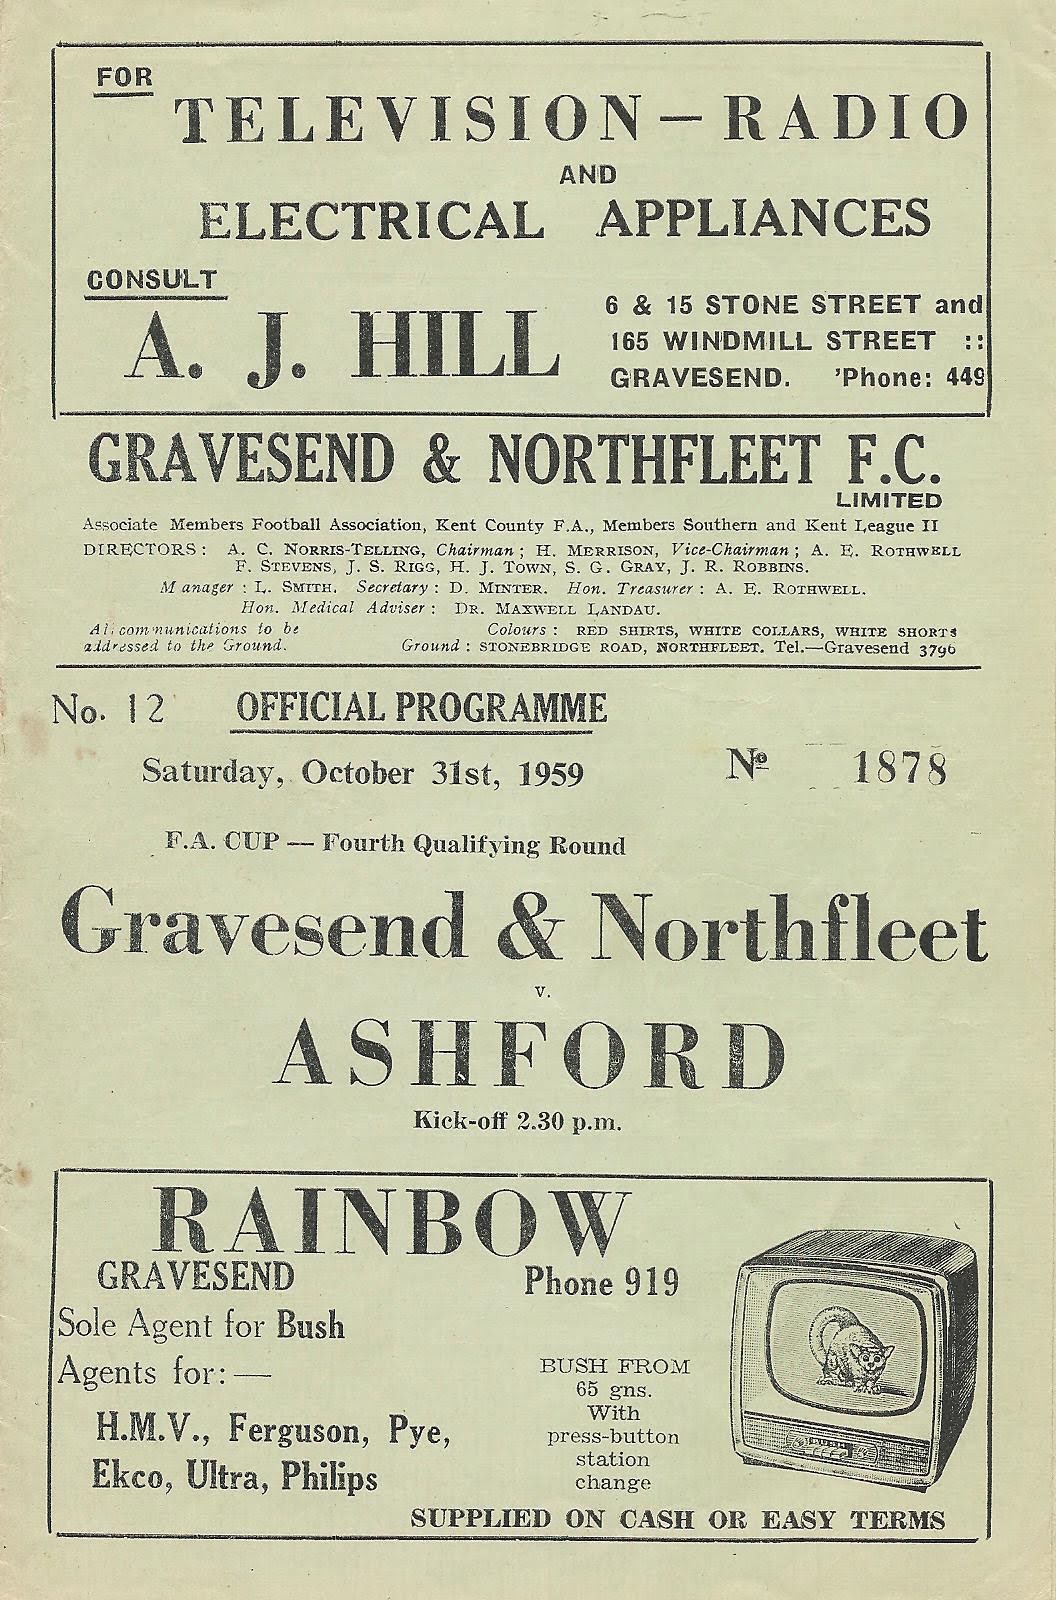 FOR
TELEVISION — RADIO
AND
ELECTRICAL APPLIANCES
CONSULT
A. J. HILL
6 & 15 STONE STREET and
165 WINDMILL STREET ::
GRAVESEND. 'Phone: 449
GRAVESEND & NORTHFLEET F.C.
LIMITED
Associate Members Football Association, Kent County F.A., Members Southern and Kent League II
DIRECTORS: A. C. NORRIS-TELLING, Chairman; H. MERRISON, Vice-Chairman; A. E. ROTHWELL
F. STEVENS, J. S. RIGG, H. J. TOWN, S. G. GRAY, J. R. ROBBINS.
Manager: L. SMITH. Secretary: D. MINTER. Hon. Treasurer: A. E. ROTHWELL.
Hon. Medical Adviser: DR. MAXWELL LANDAU.
All communications to be
addressed to the Ground.
Colours: RED SHIRTS, WHITE COLLARS, WHITE SHORTS
Ground: STONEBRIDGE ROAD, NORTHFLEET. Tel.—Gravesend 3796
No. 12 OFFICIAL PROGRAMME
Saturday, October 31st, 1959
Nº 1878
F.A. CUP — Fourth Qualifying Round
Gravesend & Northfleet
v.
ASHFORD
Kick-off 2.30 p.m.
RAINBOW
GRAVESEND Phone 919
Sole Agent for Bush
Agents for:—
H.M.V., Ferguson, Pye,
Ekco, Ultra, Philips
BUSH FROM
65 gns.
With
press-button
station
change
BUSH
SUPPLIED ON CASH OR EASY TERMS